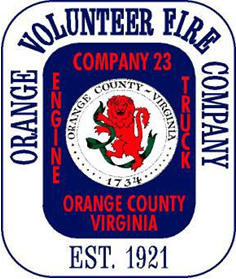 ORANGE VOLUNTEER FIRE COMPANY
COMPANY 23
ENGINE
TRUCK
ORANGE COUNTY - VIRGINIA
1734
ORANGE COUNTY
VIRGINIA
EST. 1921